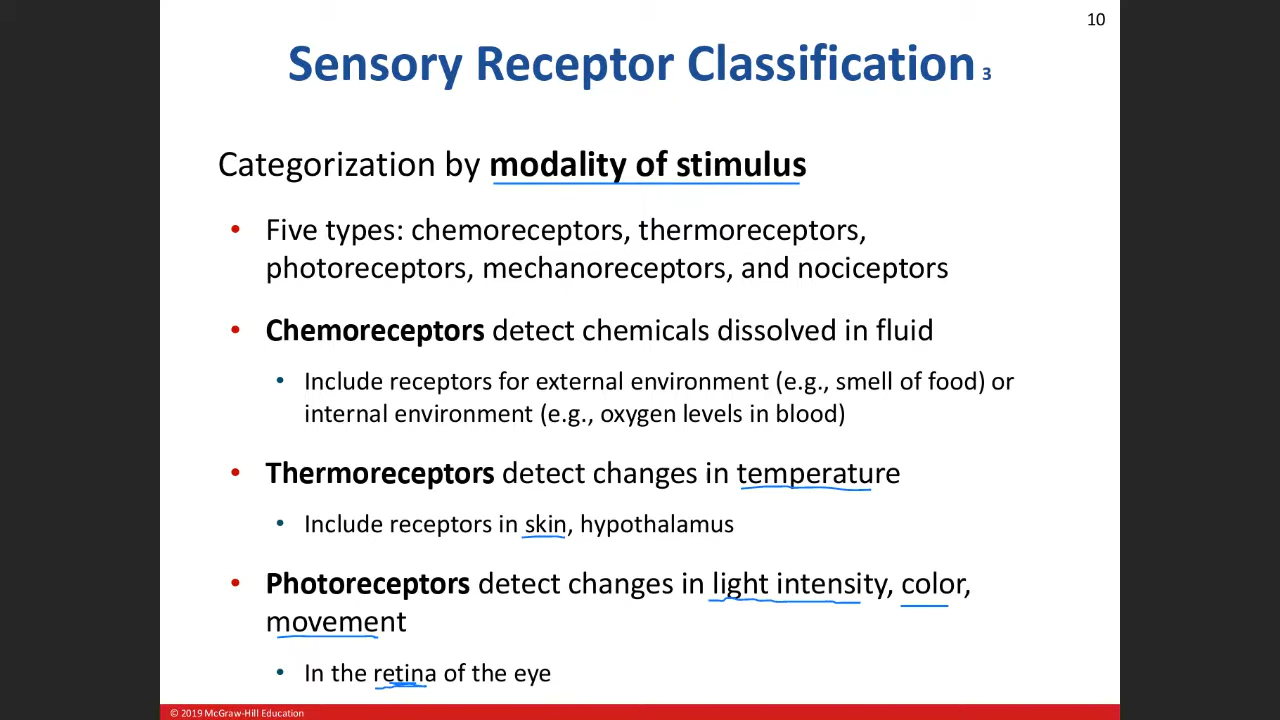 10
Sensory Receptor Classification 3
Categorization by modality of stimulus
• Five types: chemoreceptors, thermoreceptors,
photoreceptors, mechanoreceptors, and nociceptors
• Chemoreceptors detect chemicals dissolved in fluid
• Include receptors for external environment (e.g., smell of food) or
internal environment (e.g., oxygen levels in blood)
• Thermoreceptors detect changes in temperature
• Include receptors in skin, hypothalamus
• Photoreceptors detect changes in light intensity, color,
movement
• In the retina of the eye
© 2019 McGraw-Hill Education